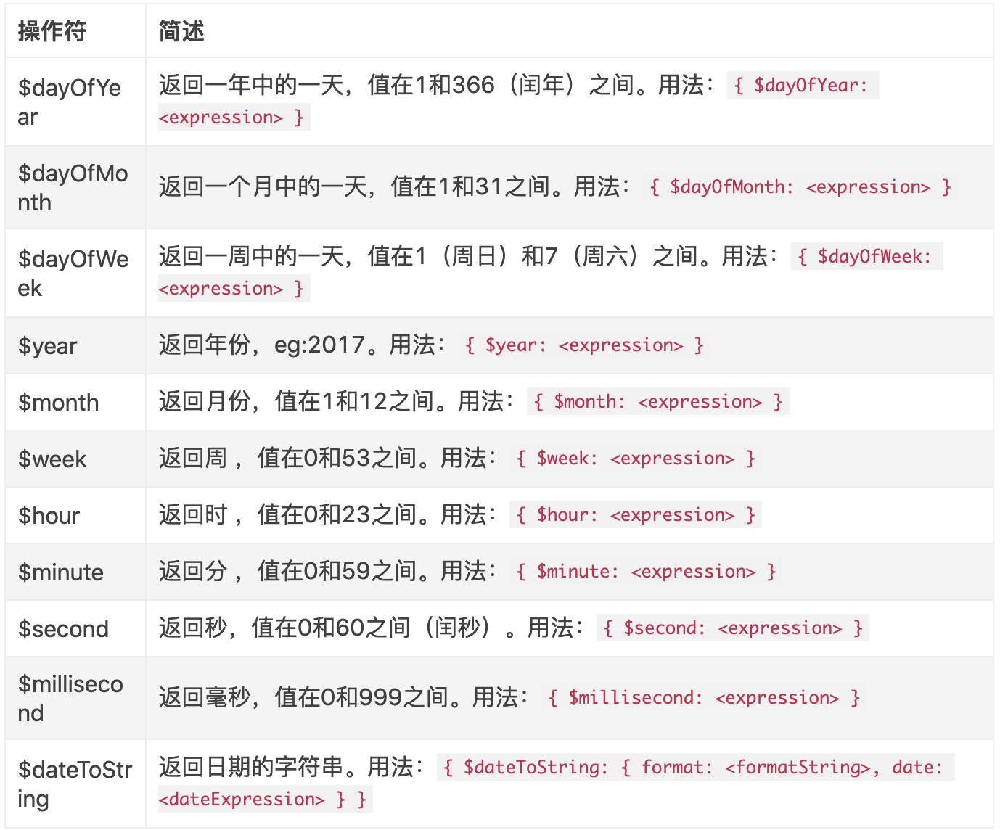 操作符 简述
$dayOfYe
ar
返回一年中的一天，值在1和366（闰年）之间。用法： { $dayOfYear:
<expression> }
$dayOfMo
nth
返回一个月中的一天，值在1和31之间。用法： { $dayOfMonth: <expression> }
$dayOfWe
ek
返回一周中的一天，值在1（周日）和7（周六）之间。用法： { $dayOfWeek:
<expression> }
$year 返回年份，eg:2017。用法： { $year: <expression> }
$month 返回月份，值在1和12之间。用法： { $month: <expression> }
$week 返回周 ，值在0和53之间。用法： { $week: <expression> }
$hour 返回时 ，值在0和23之间。用法： { $hour: <expression> }
$minute 返回分 ，值在0和59之间。用法： { $minute: <expression> }
$second 返回秒，值在0和60之间（闰秒）。用法： { $second: <expression> }
$milliseco
nd
返回毫秒，值在0和999之间。用法： { $millisecond: <expression> }
$dateToStr
ing
返回日期的字符串。用法： { $dateToString: { format: <formatString>, date:
<dateExpression> } }